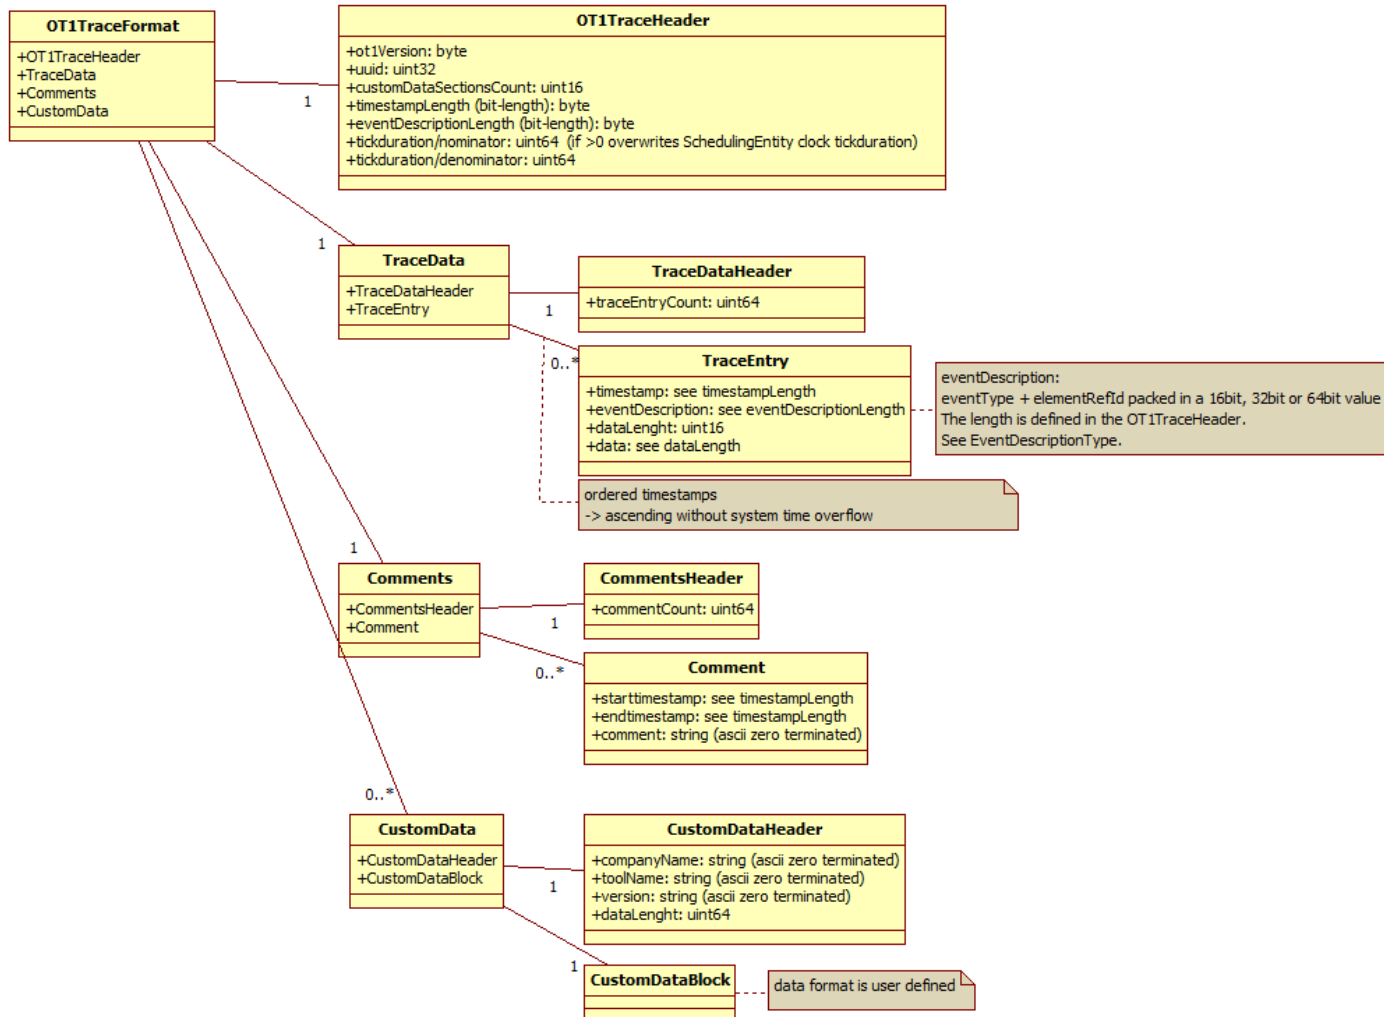 OT1TraceFormat
+OT1TraceHeader
+TraceData
+Comments
+CustomData
1
OT1TraceHeader
+ot1Version: byte
+uuid: uint32
+customDataSectionsCount: uint16
+timestampLength (bit-length): byte
+eventDescriptionLength (bit-length): byte
+tickduration/nominator: uint64 (if >0 overwrites SchedulingEntity clock tickduration)
+tickduration/denominator: uint64
1
TraceData
+TraceDataHeader
+TraceEntry
1
TraceDataHeader
+traceEntryCount: uint64
0..*
TraceEntry
+timestamp: see timestampLength
+eventDescription: see eventDescriptionLength
+dataLenght: uint16
+data: see dataLength
eventDescription:
eventType + elementRefId packed in a 16bit, 32bit or 64bit value
The length is defined in the OT1TraceHeader.
See EventDescriptionType.
ordered timestamps
-> ascending without system time overflow
1
Comments
+CommentsHeader
+Comment
1
CommentsHeader
+commentCount: uint64
0..*
Comment
+starttimestamp: see timestampLength
+endtimestamp: see timestampLength
+comment: string (ascii zero terminated)
0..*
CustomData
+CustomDataHeader
+CustomDataBlock
1
CustomDataHeader
+companyName: string (ascii zero terminated)
+toolName: string (ascii zero terminated)
+version: string (ascii zero terminated)
+dataLenght: uint64
1
CustomDataBlock
data format is user defined